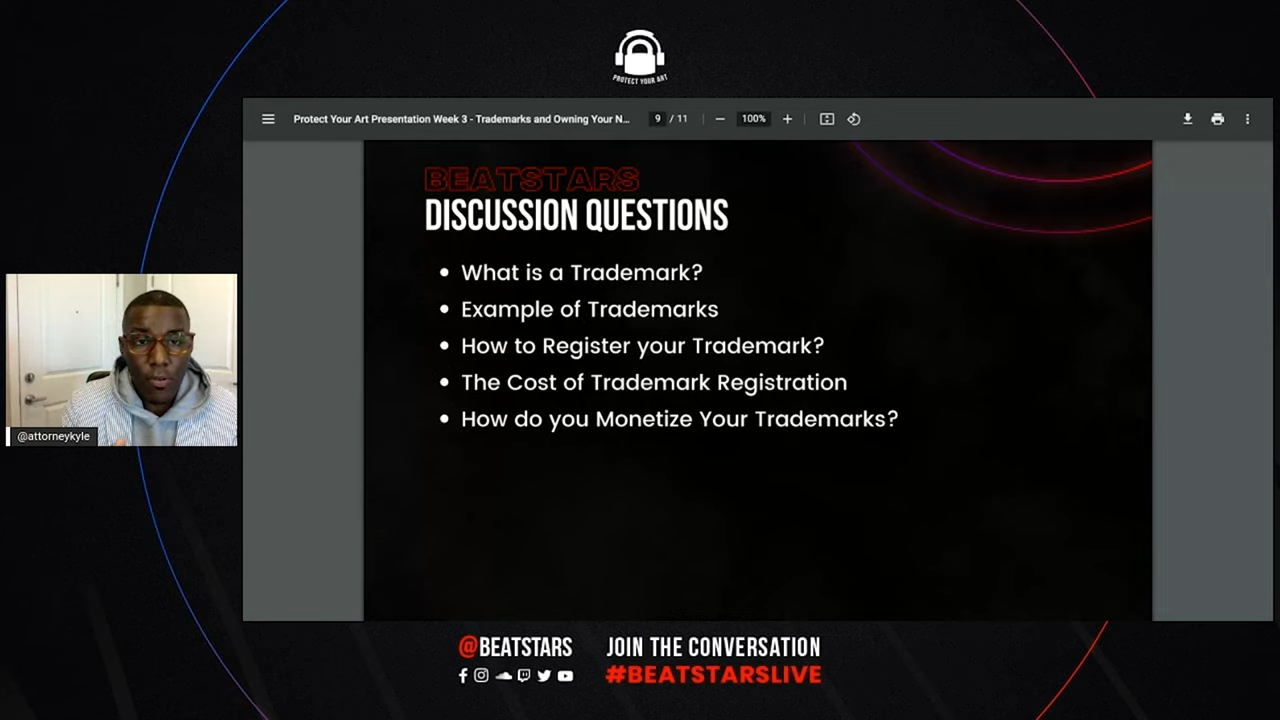 PROTECT YOUR ART
Protect Your Art Presentation Week 3 - Trademarks and Owning Your N...
9 / 11
100%
BEATSTARS
DISCUSSION QUESTIONS
• What is a Trademark?
• Example of Trademarks
• How to Register your Trademark?
• The Cost of Trademark Registration
• How do you Monetize Your Trademarks?
@attorneykyle
@BEATSTARS
JOIN THE CONVERSATION
#BEATSTARSLIVE